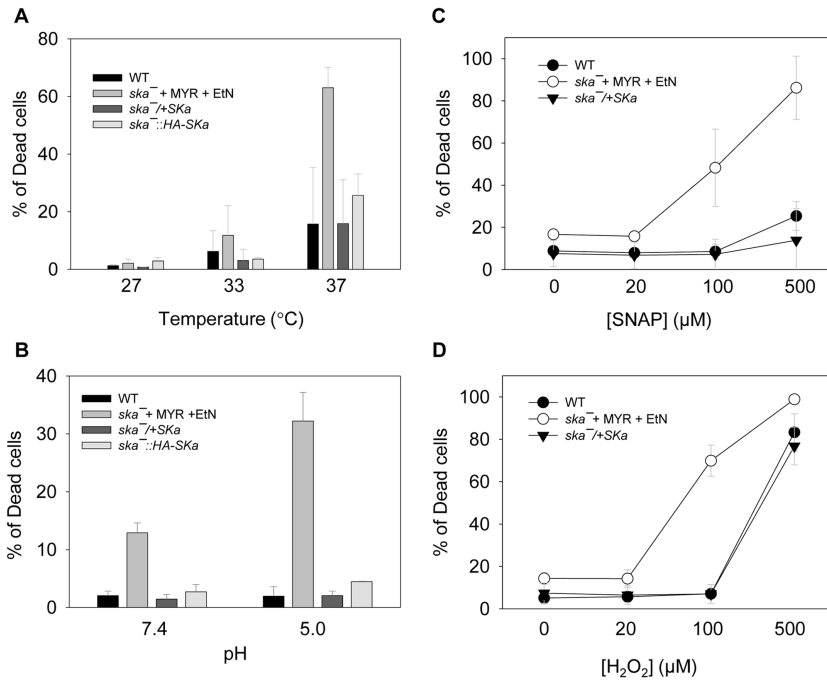 A
80
60
40
20
0
% of Dead cells
WT
ska⁻ + MYR + EtN
ska⁻/+SKa
ska⁻::HA-SKa
27 33 37
Temperature (°C)
B
40
30
20
10
0
% of Dead cells
WT
ska⁻ + MYR +EtN
ska⁻/+SKa
ska⁻::HA-SKa
7.4 5.0
pH
C
100
80
60
40
20
0
% of Dead cells
WT
ska⁻ + MYR + EtN
ska⁻/+SKa
0 20 100 500
[SNAP] (µM)
D
100
80
60
40
20
0
% of Dead cells
WT
ska⁻ + MYR + EtN
ska⁻/+SKa
0 20 100 500
[H₂O₂] (µM)